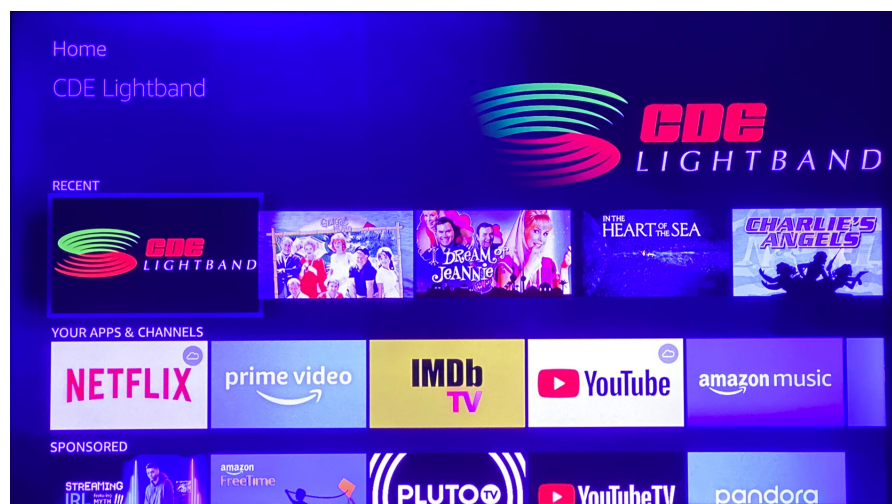 Home
CDE Lightband
CDE
LIGHTBAND
RECENT
CDE
LIGHTBAND
I DREAM OF
JEANNIE
IN THE
HEART OF THE SEA
CHARLIE'S
ANGELS
YOUR APPS & CHANNELS
NETFLIX
prime video
IMDb
TV
YouTube
amazon music
SPONSORED
STREAMING
IRL
MYTH
amazon
FreeTime
PLUTO TV
YouTubeTV
pandora